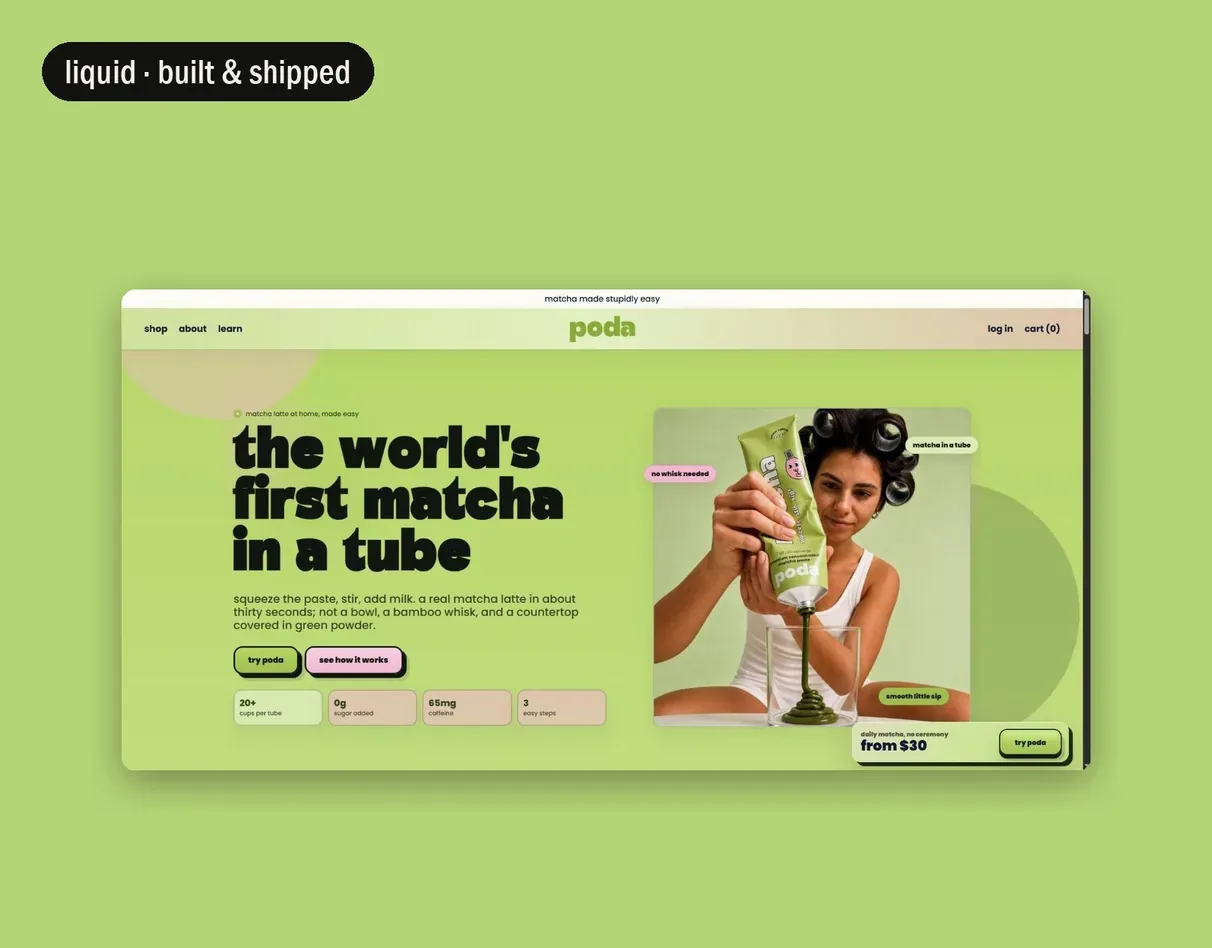 liquid · built & shipped
matcha made stupidly easy
shop about learn
poda
log in cart (0)
matcha latte at home, made easy
the world's
first matcha
in a tube
squeeze the paste, stir, add milk. a real matcha latte in about
thirty seconds; not a bowl, a bamboo whisk, and a countertop
covered in green powder.
try poda
see how it works
20+
cups per tube
0g
sugar added
65mg
caffeine
3
easy steps
matcha in a tube
no whisk needed
matcha paste
poda
smooth little sip
daily matcha, no ceremony
from $30
try poda